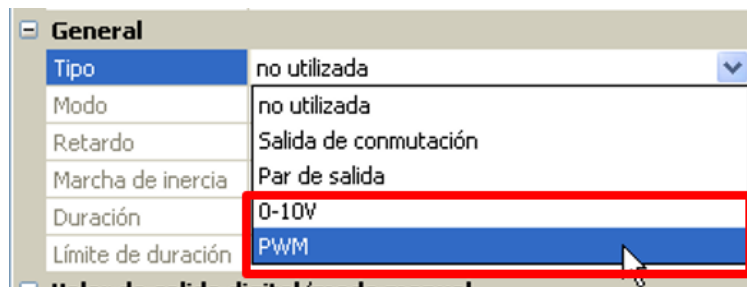 General
Tipo no utilizada
Modo no utilizada
Retardo Salida de conmutación
Marcha de inercia Par de salida
Duración 0-10V
Límite de duración PWM